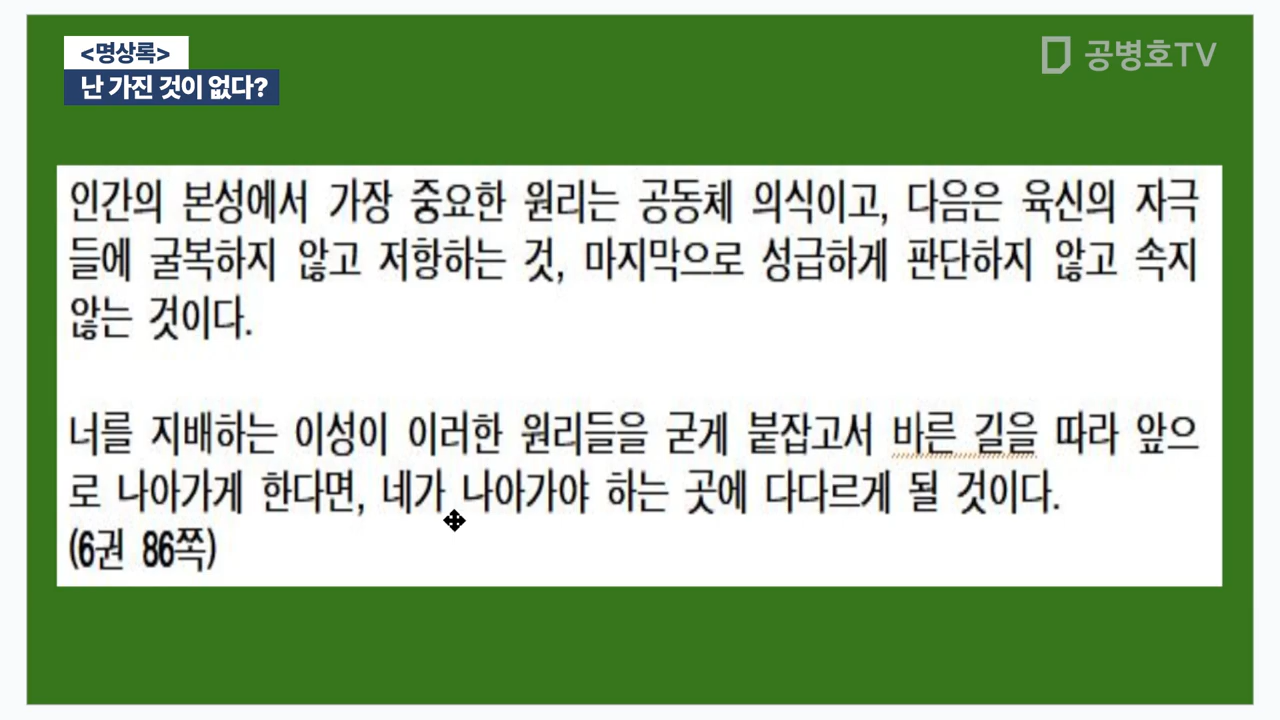 <명상록>
난 가진 것이 없다?
공병호TV
인간의 본성에서 가장 중요한 원리는 공동체 의식이고, 다음은 육신의 자극
들에 굴복하지 않고 저항하는 것, 마지막으로 성급하게 판단하지 않고 속지
않는 것이다.
너를 지배하는 이성이 이러한 원리들을 굳게 붙잡고서 바른 길을 따라 앞으
로 나아가게 한다면, 네가 나아가야 하는 곳에 다다르게 될 것이다.
(6권 86쪽)